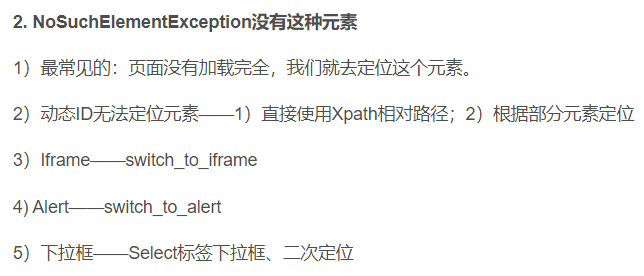 2. NoSuchElementException没有这种元素
1）最常见的：页面没有加载完全，我们就去定位这个元素。
2）动态ID无法定位元素——1）直接使用Xpath相对路径；2）根据部分元素定位
3）Iframe——switch_to_iframe
4) Alert——switch_to_alert
5）下拉框——Select标签下拉框、二次定位